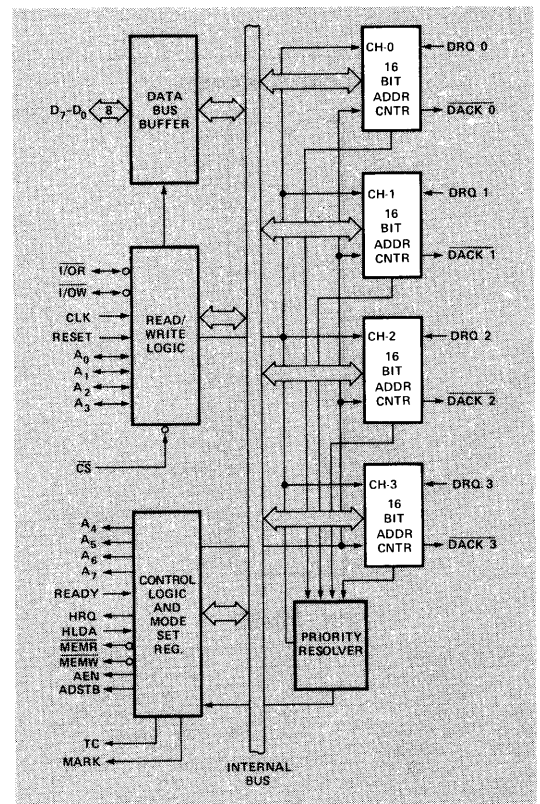 DATA
BUS
BUFFER
D7-D0
8
I/OR
I/OW
CLK
RESET
A0
A1
A2
A3
READ/
WRITE
LOGIC
CS
A4
A5
A6
A7
READY
HRQ
HLDA
MEMR
MEMW
AEN
ADSTB
CONTROL
LOGIC
AND
MODE
SET
REG.
TC
MARK
INTERNAL
BUS
CH-0
16
BIT
ADDR
CNTR
DRQ 0
DACK 0
CH-1
16
BIT
ADDR
CNTR
DRQ 1
DACK 1
CH-2
16
BIT
ADDR
CNTR
DRQ 2
DACK 2
CH-3
16
BIT
ADDR
CNTR
DRQ 3
DACK 3
PRIORITY
RESOLVER